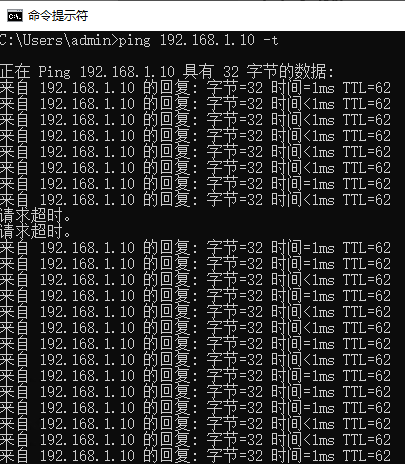 命令提示符
C:\Users\admin>ping 192.168.1.10 -t
正在 Ping 192.168.1.10 具有 32 字节的数据:
来自 192.168.1.10 的回复: 字节=32 时间=1ms TTL=62
来自 192.168.1.10 的回复: 字节=32 时间<1ms TTL=62
来自 192.168.1.10 的回复: 字节=32 时间<1ms TTL=62
来自 192.168.1.10 的回复: 字节=32 时间<1ms TTL=62
来自 192.168.1.10 的回复: 字节=32 时间<1ms TTL=62
来自 192.168.1.10 的回复: 字节=32 时间=1ms TTL=62
来自 192.168.1.10 的回复: 字节=32 时间<1ms TTL=62
来自 192.168.1.10 的回复: 字节=32 时间<1ms TTL=62
请求超时。
请求超时。
来自 192.168.1.10 的回复: 字节=32 时间=1ms TTL=62
来自 192.168.1.10 的回复: 字节=32 时间=1ms TTL=62
来自 192.168.1.10 的回复: 字节=32 时间<1ms TTL=62
来自 192.168.1.10 的回复: 字节=32 时间=1ms TTL=62
来自 192.168.1.10 的回复: 字节=32 时间<1ms TTL=62
来自 192.168.1.10 的回复: 字节=32 时间<1ms TTL=62
来自 192.168.1.10 的回复: 字节=32 时间=1ms TTL=62
来自 192.168.1.10 的回复: 字节=32 时间<1ms TTL=62
来自 192.168.1.10 的回复: 字节=32 时间=1ms TTL=62
来自 192.168.1.10 的回复: 字节=32 时间<1ms TTL=62
来自 192.168.1.10 的回复: 字节=32 时间=1ms TTL=62
来自 192.168.1.10 的回复: 字节=32 时间<1ms TTL=62
来自 192.168.1.10 的回复: 字节=32 时间<1ms TTL=62
来自 192.168.1.10 的回复: 字节=32 时间<1ms TTL=62